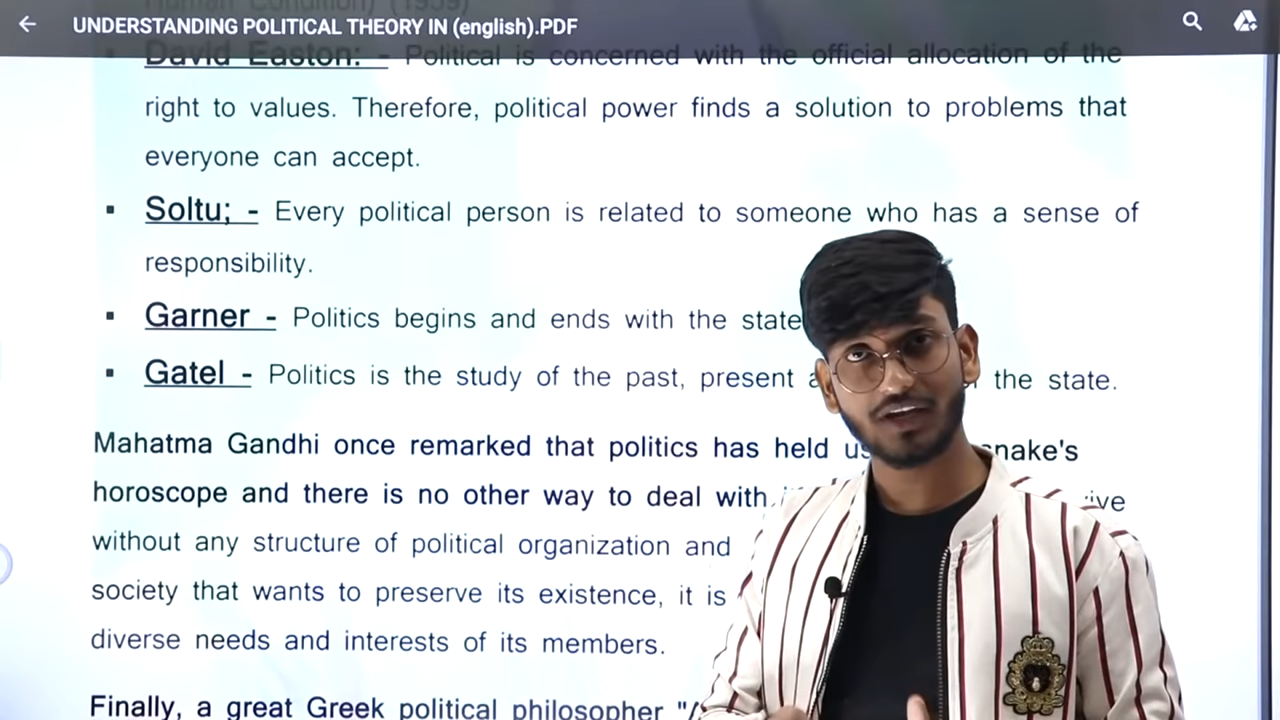 Human Condition) (1959)
UNDERSTANDING POLITICAL THEORY IN (english).PDF
▪ David Easton: - Political is concerned with the official allocation of the
right to values. Therefore, political power finds a solution to problems that
everyone can accept.
▪ Soltu; - Every political person is related to someone who has a sense of
responsibility.
▪ Garner - Politics begins and ends with the state
▪ Gatel - Politics is the study of the past, present the state.
Mahatma Gandhi once remarked that politics has held
horoscope and there is no other way to deal with
without any structure of political organization and
society that wants to preserve its existence, it is
diverse needs and interests of its members.
Finally, a great Greek political philosopher